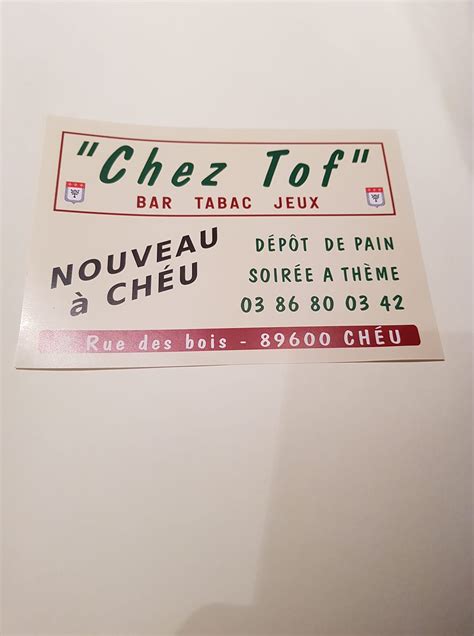 "Chez Tof"
BAR TABAC JEUX
NOUVEAU
à CHÉU
DÉPÔT DE PAIN
SOIRÉE A THÈME
03 86 80 03 42
Rue des bois - 89600 CHÉU